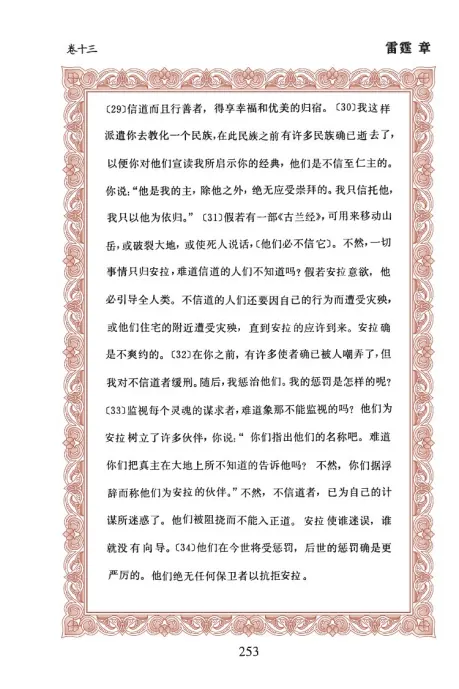 卷十三
雷霆 章
〔29〕信道而且行善者，得享幸福和优美的归宿。〔30〕我这样
派遣你去教化一个民族，在此民族之前有许多民族确已逝去了，
以便你对他们宣读我所启示你的经典，他们是不信至仁主的。
你说：“他是我的主，除他之外，绝无应受崇拜的。我只信托他，
我只以他为依归。”〔31〕假若有一部《古兰经》，可用来移动山
岳，或破裂大地，或使死人说话，〔他们必不信它〕。不然，一切
事情只归安拉，难道信道的人们不知道吗？假若安拉意欲，他
必引导全人类。不信道的人们还要因自己的行为而遭受灾殃，
或他们住宅的附近遭受灾殃，直到安拉的应许到来。安拉确
是不爽约的。〔32〕在你之前，有许多使者确已被人嘲弄了，但
我对不信道者缓刑。随后，我惩治他们。我的惩罚是怎样的呢？
〔33〕监视每个灵魂的谋求者，难道象那不能监视的吗？他们为
安拉树立了许多伙伴，你说：“ 你们指出他们的名称吧。难道
你们把真主在大地上所不知道的告诉他吗？ 不然，你们据浮
辞而称他们为安拉的伙伴。”不然，不信道者，已为自己的计
谋所迷惑了。他们被阻挠而不能入正道。安拉使谁迷误，谁
就没有向导。〔34〕他们在今世将受惩罚，后世的惩罚确是更
严厉的。他们绝无任何保卫者以抗拒安拉。
253